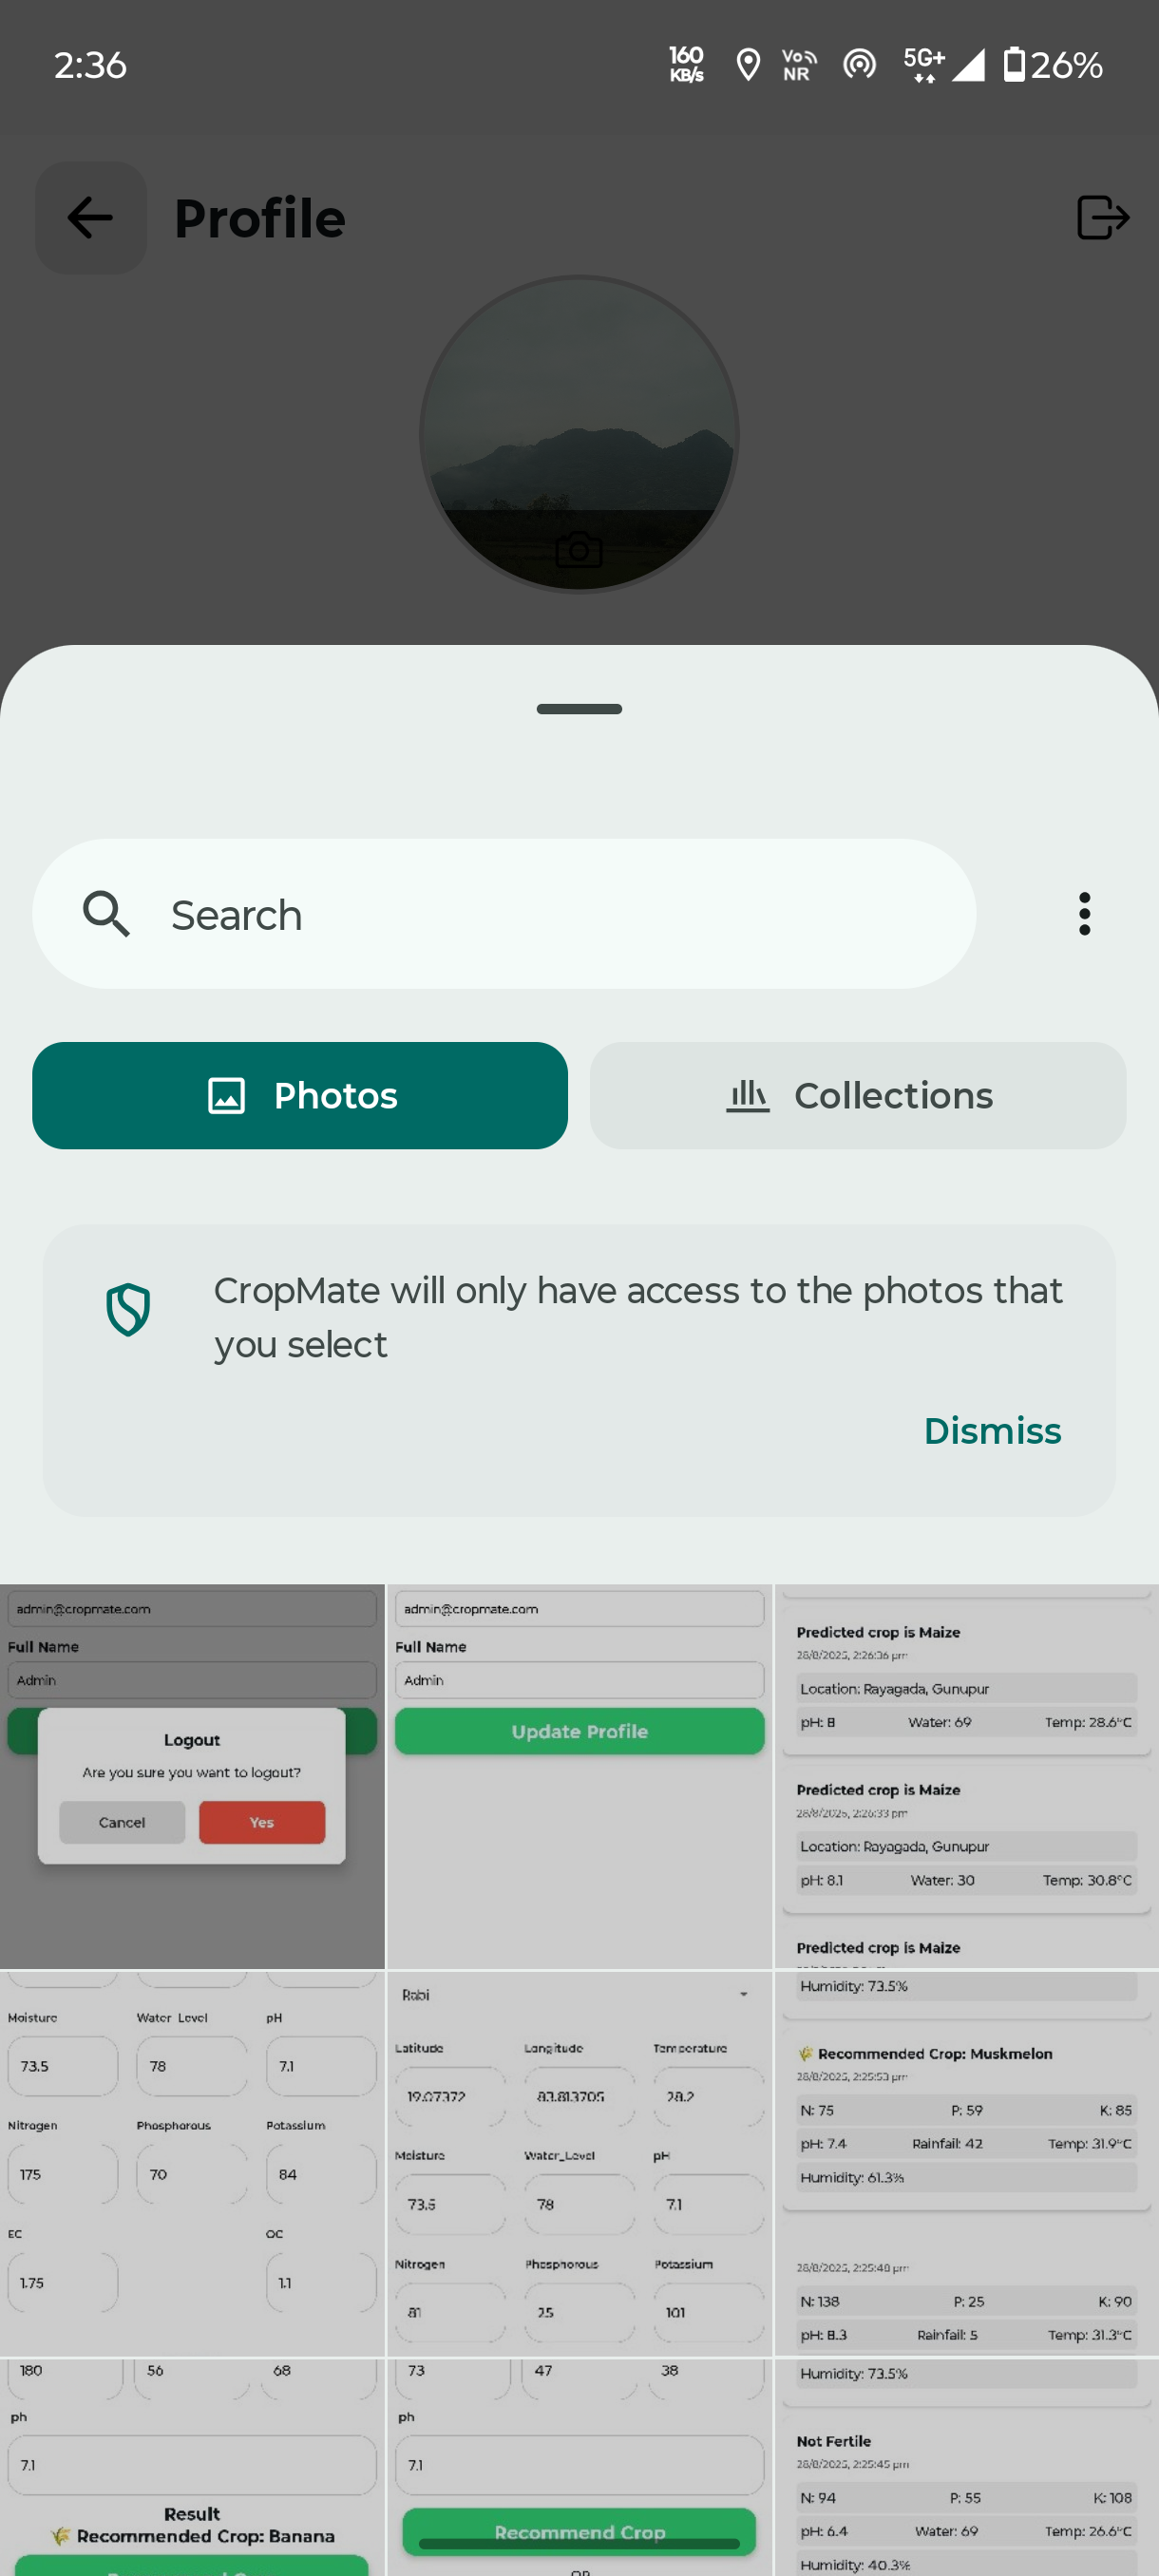 2:36
160
KB/s
Vo
NR
5G+
26%
Profile
Search
Photos
Collections
CropMate will only have access to the photos that
you select
Dismiss
admin@cropmate.com
Full Name
Admin
Logout
Are you sure you want to logout?
Cancel
Yes
admin@cropmate.com
Full Name
Admin
Update Profile
Predicted crop is Maize
28/8/2025, 2:26:36 pm
Location: Rayagada, Gunupur
pH: 8
Water: 69
Temp: 28.6°C
Predicted crop is Maize
28/8/2025, 2:26:33 pm
Location: Rayagada, Gunupur
pH: 8.1
Water: 30
Temp: 30.8°C
Predicted crop is Maize
Moisture
Water_Level
pH
73.5
78
7.1
Nitrogen
Phosphorous
Potassium
175
70
84
EC
OC
1.75
1.1
Rabi
Latitude
Longitude
Temperature
19.07372
83.813705
28.2
Moisture
Water_Level
pH
73.5
78
7.1
Nitrogen
Phosphorous
Potassium
81
25
101
Humidity: 73.5%
Recommended Crop: Muskmelon
28/8/2025, 2:25:53 pm
N: 75
P: 59
K: 85
pH: 7.4
Rainfall: 42
Temp: 31.9°C
Humidity: 61.3%
28/8/2025, 2:25:48 pm
N: 138
P: 25
K: 90
pH: 8.3
Rainfall: 5
Temp: 31.3°C
180
56
68
ph
7.1
Result
Recommended Crop: Banana
73
47
38
ph
7.1
Recommend Crop
OR
Humidity: 73.5%
Not Fertile
28/8/2025, 2:25:45 pm
N: 94
P: 55
K: 108
pH: 6.4
Water: 69
Temp: 26.6°C
Humidity: 40.3%